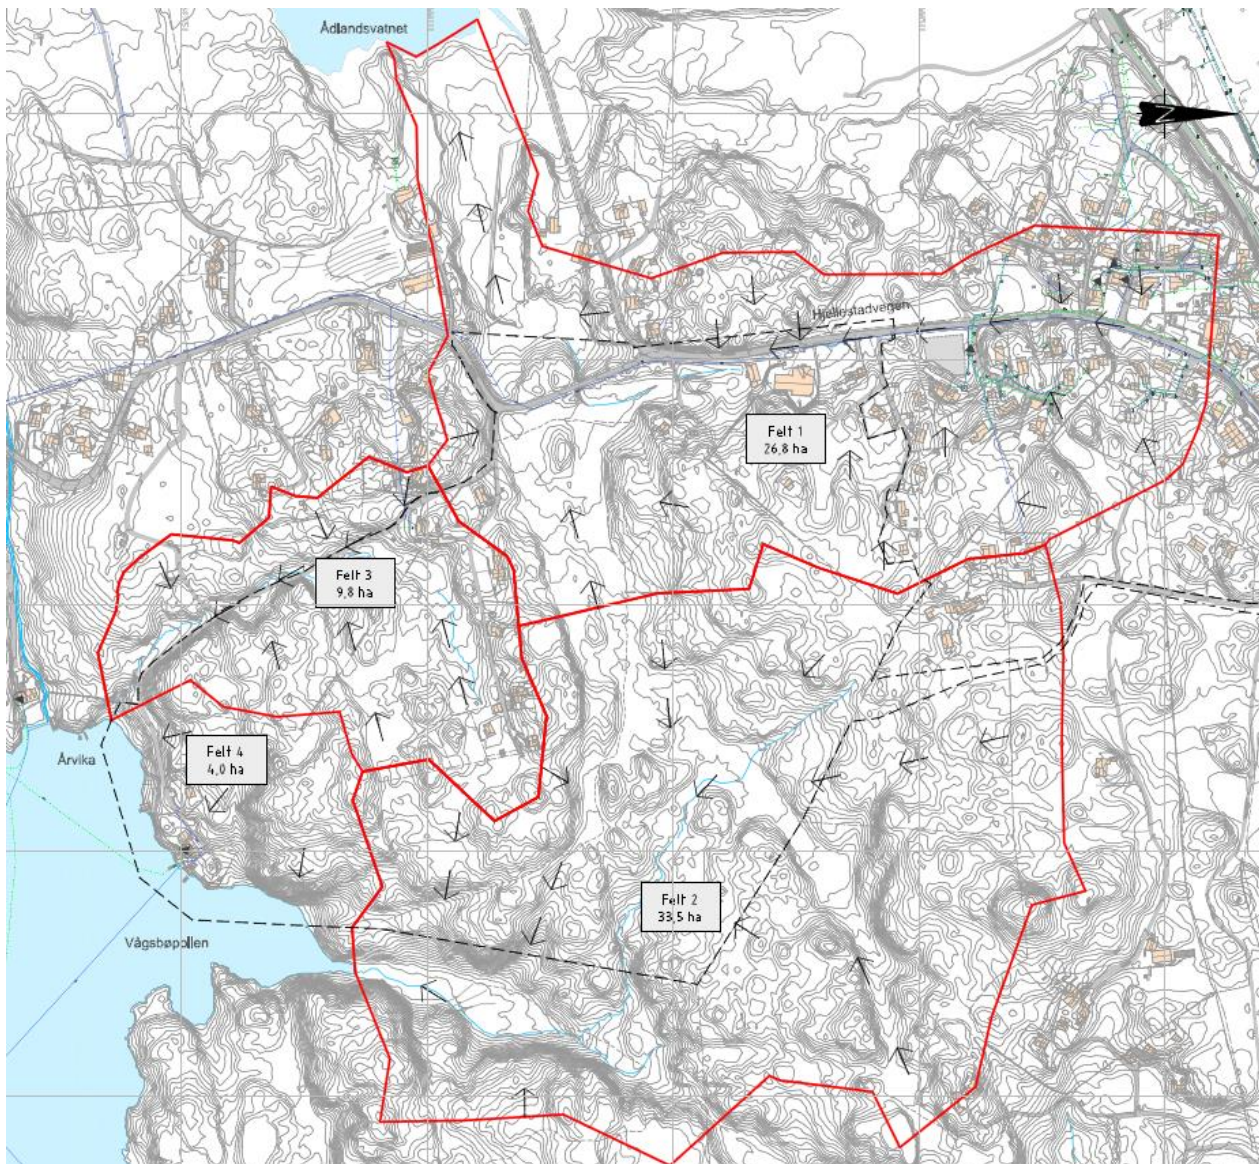 Ådlandsvatnet
N
Hjellestadvegen
Felt 1
26,8 ha
Felt 3
9,8 ha
Felt 4
4,0 ha
Årvika
Felt 2
33,5 ha
Vågsbøpollen